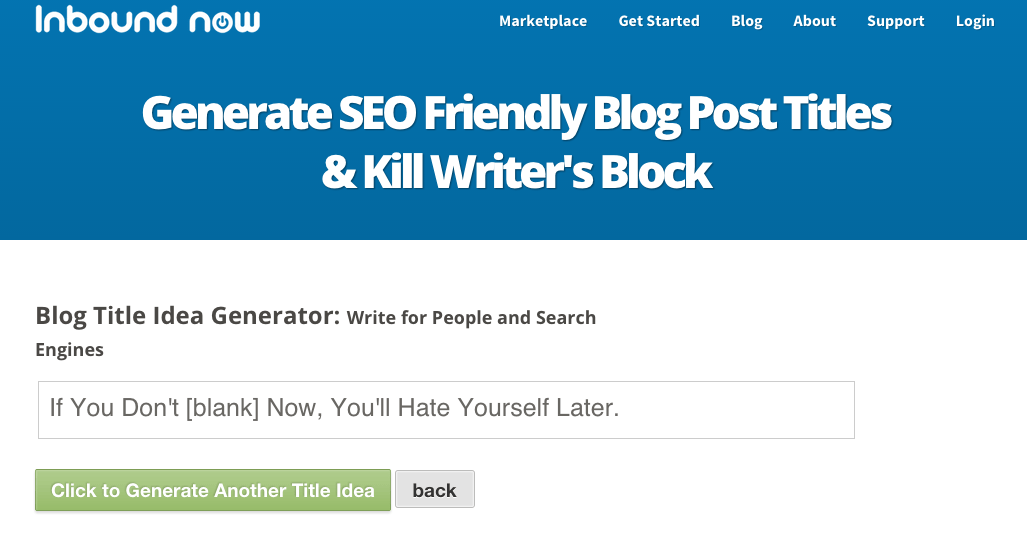 Inbound now
Marketplace Get Started Blog About Support Login
Generate SEO Friendly Blog Post Titles
& Kill Writer's Block
Blog Title Idea Generator: Write for People and Search
Engines
If You Don't [blank] Now, You'll Hate Yourself Later.
Click to Generate Another Title Idea back